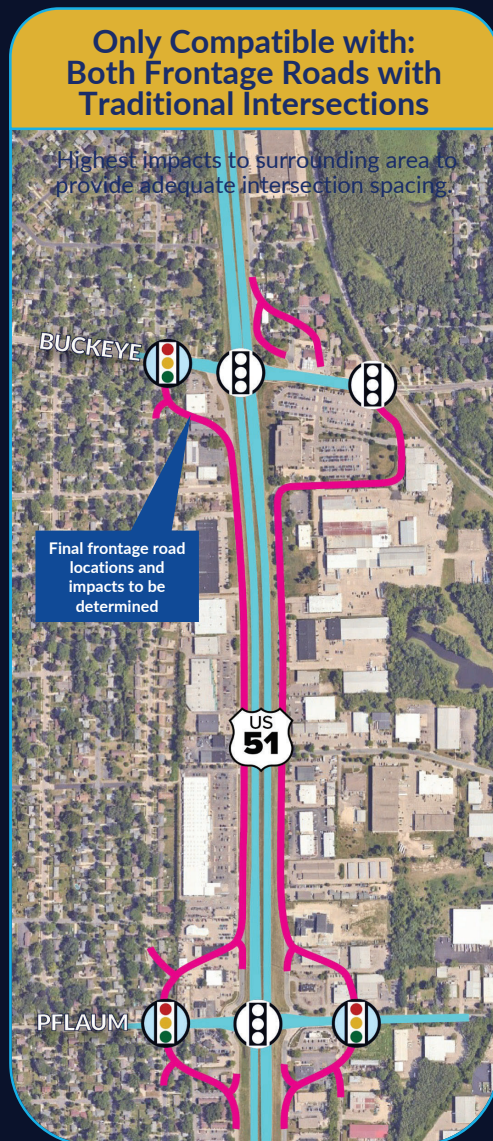 Only Compatible with:
Both Frontage Roads with
Traditional Intersections
Highest impacts to surrounding area to
provide adequate intersection spacing.
BUCKEYE
Final frontage road
locations and
impacts to be
determined
US
51
PFLAUM